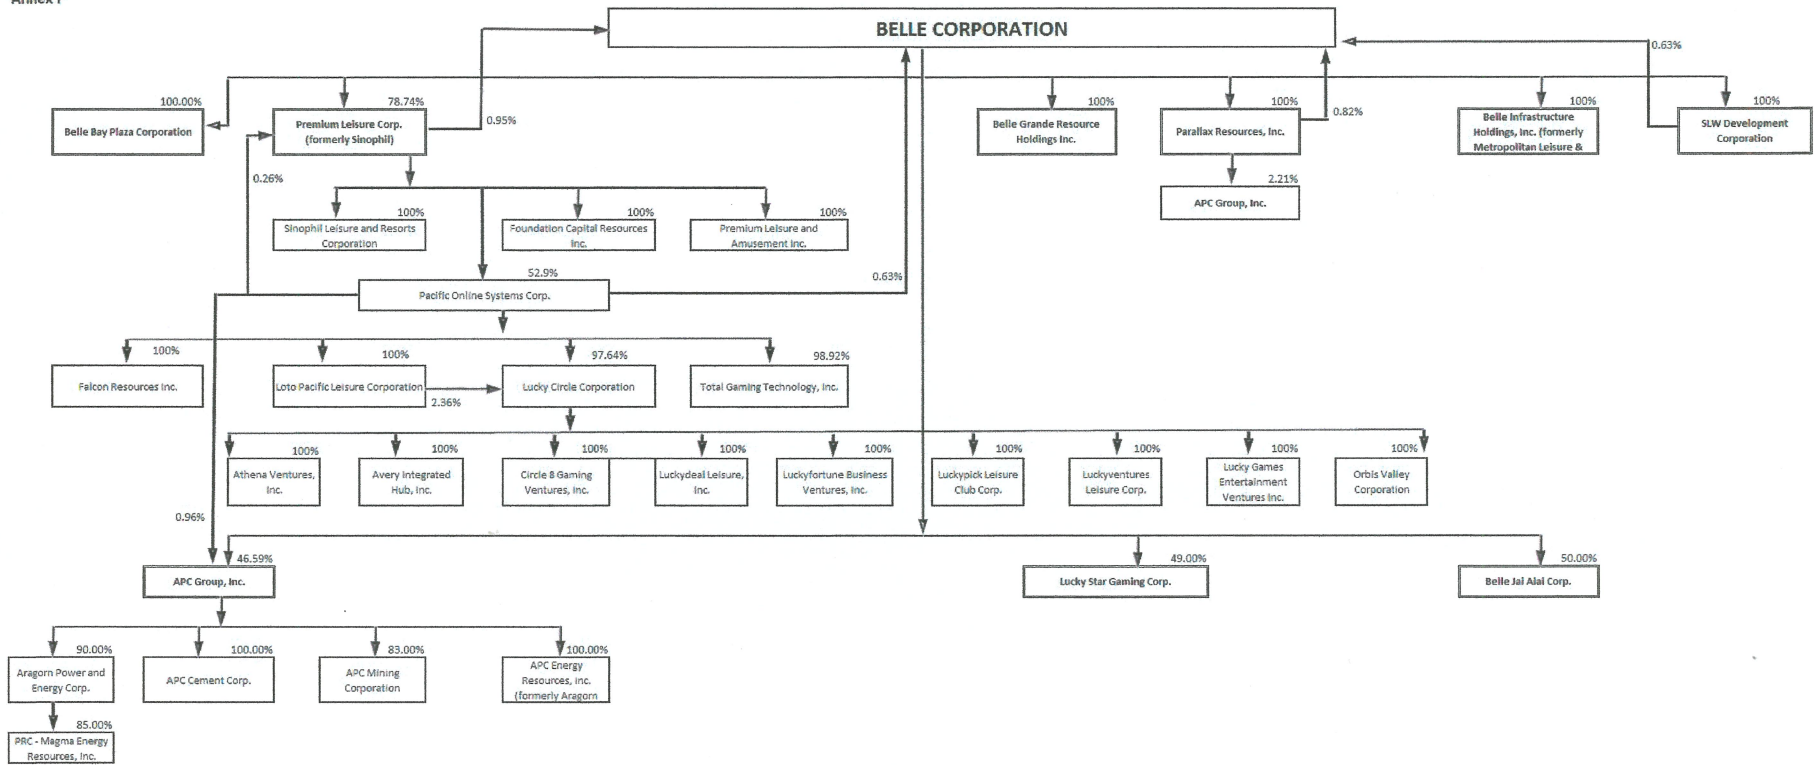 Annex F
BELLE CORPORATION
0.63%
100.00%
Belle Bay Plaza Corporation
78.74%
Premium Leisure Corp.
(formerly Sinophil)
0.95%
100%
Belle Grande Resource
Holdings Inc.
100%
Parallax Resources, Inc.
0.82%
100%
Belle Infrastructure
Holdings, Inc. (formerly
Metropolitan Leisure &
100%
SLW Development
Corporation
0.26%
2.21%
APC Group, Inc.
100%
Sinophil Leisure and Resorts
Corporation
100%
Foundation Capital Resources
Inc.
100%
Premium Leisure and
Amusement Inc.
52.9%
Pacific Online Systems Corp.
0.63%
100%
Falcon Resources Inc.
100%
Loto Pacific Leisure Corporation
2.36%
97.64%
Lucky Circle Corporation
98.92%
Total Gaming Technology, Inc.
100%
Athena Ventures,
Inc.
100%
Avery Integrated
Hub, Inc.
100%
Circle 8 Gaming
Ventures, Inc.
100%
Luckydeal Leisure,
Inc.
100%
Luckyfortune Business
Ventures, Inc.
100%
Luckypick Leisure
Club Corp.
100%
Luckyventures
Leisure Corp.
100%
Lucky Games
Entertainment
Ventures Inc.
100%
Orbis Valley
Corporation
0.96%
46.59%
APC Group, Inc.
49.00%
Lucky Star Gaming Corp.
50.00%
Belle Jai Alai Corp.
90.00%
Aragorn Power and
Energy Corp.
100.00%
APC Cement Corp.
83.00%
APC Mining
Corporation
100.00%
APC Energy
Resources, Inc.
(formerly Aragorn
85.00%
PRC - Magma Energy
Resources, Inc.